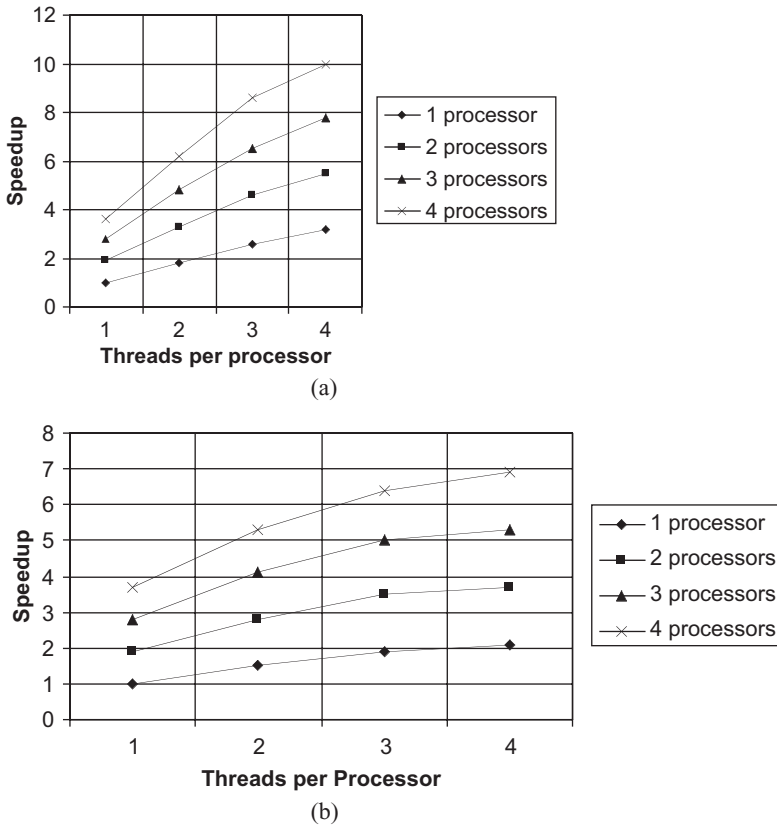 12
10
8
6
4
2
0
Speedup
1 2 3 4
Threads per processor
1 processor
2 processors
3 processors
4 processors
(a)
8
7
6
5
4
3
2
1
0
Speedup
1 2 3 4
Threads per Processor
1 processor
2 processors
3 processors
4 processors
(b)